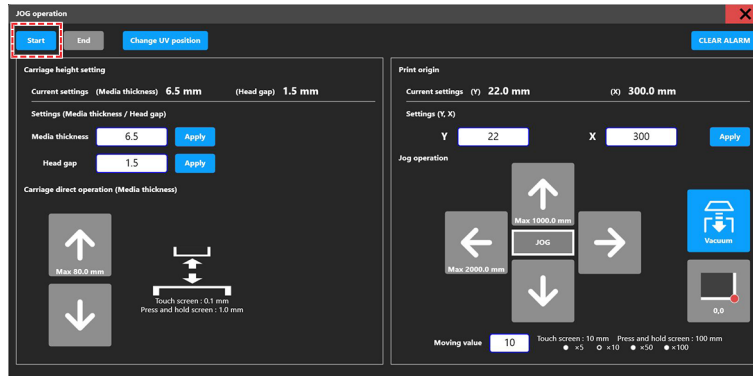 JOG operation
Start End Change UV position CLEAR ALARM
Carriage height setting
Current settings (Media thickness) 6.5 mm (Head gap) 1.5 mm
Settings (Media thickness / Head gap)
Media thickness 6.5 Apply
Head gap 1.5 Apply
Carriage direct operation (Media thickness)
Max 80.0 mm
Touch screen : 0.1 mm
Press and hold screen : 1.0 mm
Print origin
Current settings (Y) 22.0 mm (X) 300.0 mm
Settings (Y, X)
Y 22 X 300 Apply
Jog operation
Max 1000.0 mm
JOG
Max 2000.0 mm
Vacuum
0,0
Moving value 10 Touch screen : 10 mm Press and hold screen : 100 mm
×5 ×10 ×50 ×100